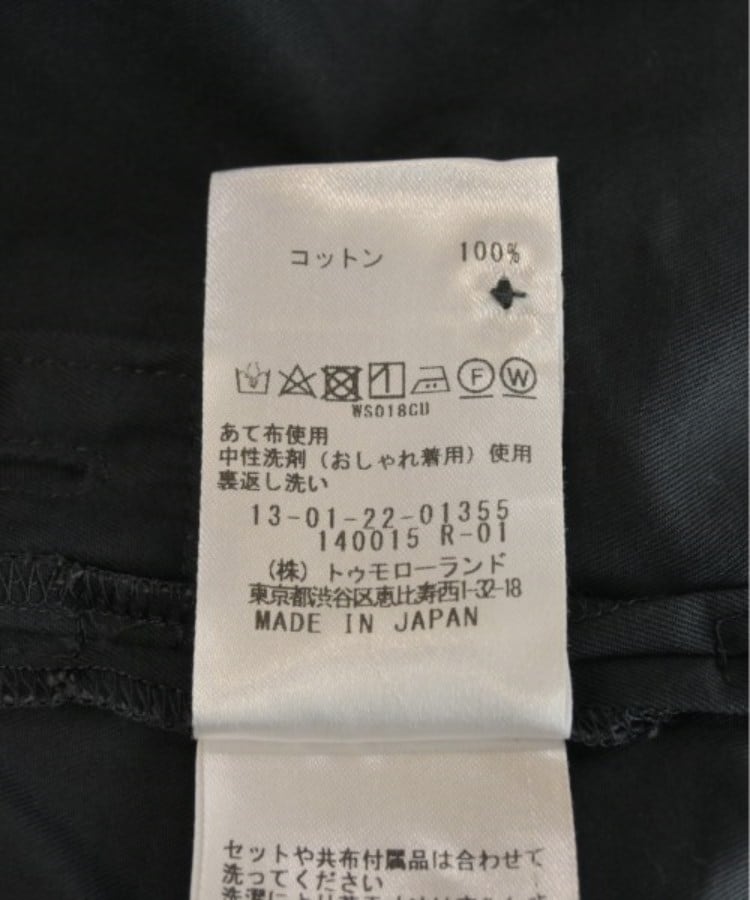 コットン 100%
F W
WS018CU
あて布使用
中性洗剤(おしゃれ着用)使用
裏返し洗い
13-01-22-01355
140015 R-01
(株)トゥモローランド
東京都渋谷区恵比寿西1-32-18
MADE IN JAPAN
セットや共布付属品は合わせて
洗ってください